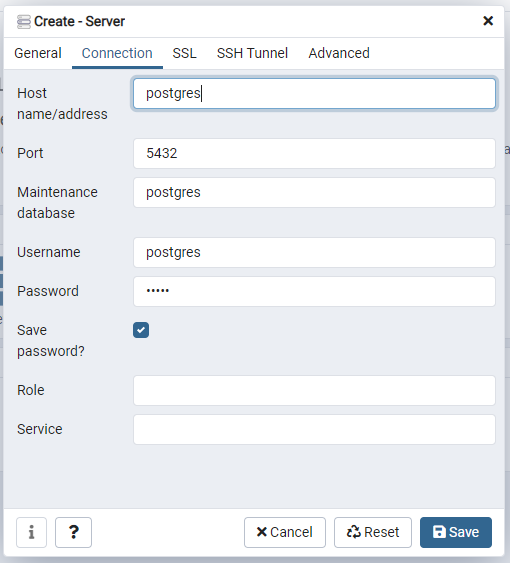 Create - Server
General Connection SSL SSH Tunnel Advanced
Host name/address
postgres
Port
5432
Maintenance database
postgres
Username
postgres
Password
•••••
Save password?
Role
Service
i ? Cancel Reset Save